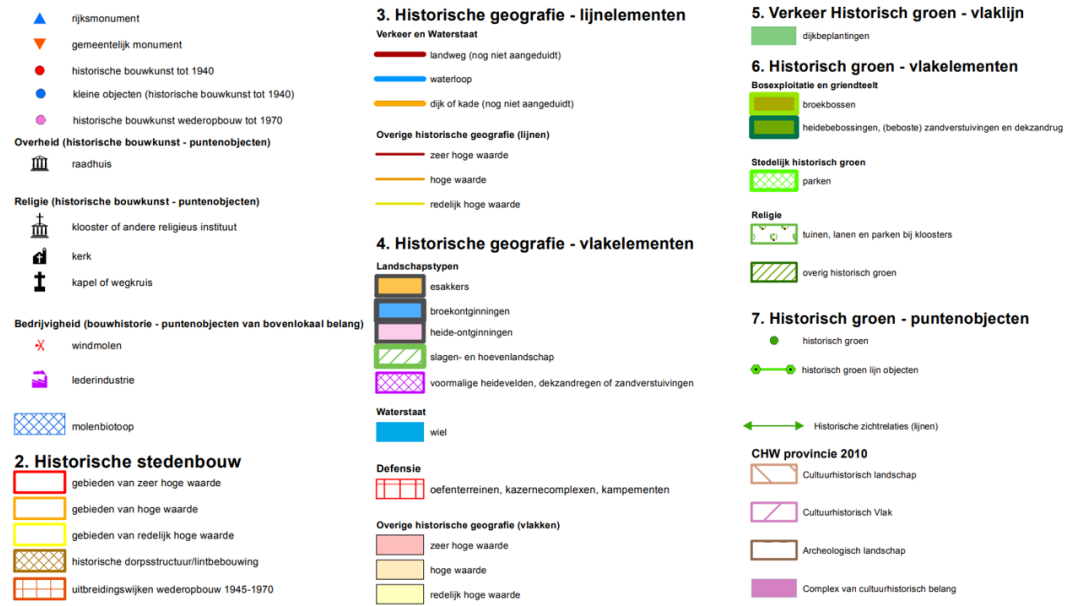 rijksmonument
gemeentelijk monument
historische bouwkunst tot 1940
kleine objecten (historische bouwkunst tot 1940)
historische bouwkunst wederopbouw tot 1970
Overheid (historische bouwkunst - puntenobjecten)
raadhuis
Religie (historische bouwkunst - puntenobjecten)
klooster of andere religieus instituut
kerk
kapel of wegkruis
Bedrijvigheid (bouwhistorie - puntenobjecten van bovenlokaal belang)
windmolen
lederindustrie
molenbiotoop
2. Historische stedenbouw
gebieden van zeer hoge waarde
gebieden van hoge waarde
gebieden van redelijk hoge waarde
historische dorpsstructuur/lintbebouwing
uitbreidingswijken wederopbouw 1945-1970
3. Historische geografie - lijnelementen
Verkeer en Waterstaat
landweg (nog niet aangeduidt)
waterloop
dijk of kade (nog niet aangeduidt)
Overige historische geografie (lijnen)
zeer hoge waarde
hoge waarde
redelijk hoge waarde
4. Historische geografie - vlakelementen
Landschapstypen
esakkers
broekontginningen
heide-ontginningen
slagen- en hoevenlandschap
voormalige heidevelden, dekzandregen of zandverstuivingen
Waterstaat
wiel
Defensie
oefenterreinen, kazernecomplexen, kampementen
Overige historische geografie (vlakken)
zeer hoge waarde
hoge waarde
redelijk hoge waarde
5. Verkeer Historisch groen - vlaklijn
dijkbeplantingen
6. Historisch groen - vlakelementen
Bosexploitatie en griendteelt
broekbossen
heidebebossingen, (beboste) zandverstuivingen en dekzandrug
Stedelijk historisch groen
parken
Religie
tuinen, lanen en parken bij kloosters
overig historisch groen
7. Historisch groen - puntenobjecten
historisch groen
historisch groen lijn objecten
Historische zichtrelaties (lijnen)
CHW provincie 2010
Cultuurhistorisch landschap
Cultuurhistorisch Vlak
Archeologisch landschap
Complex van cultuurhistorisch belang